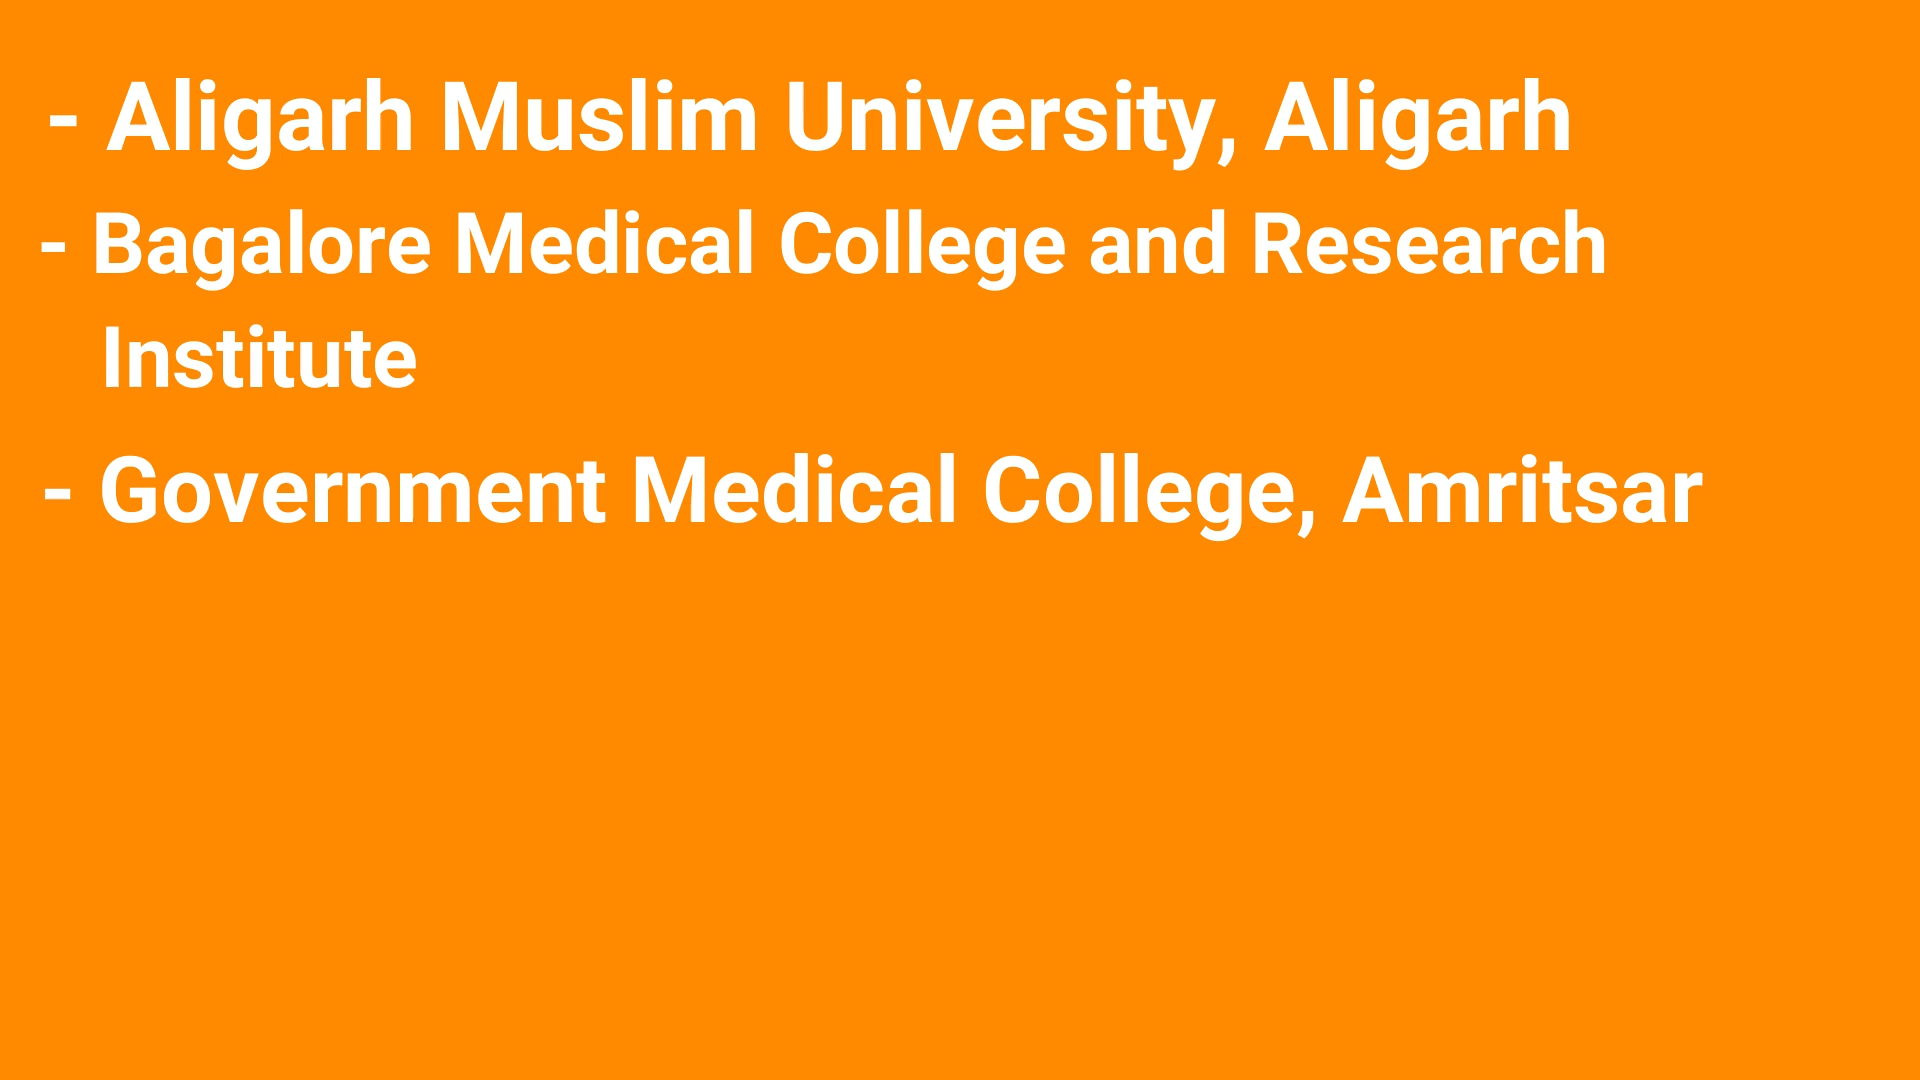 - Aligarh Muslim University, Aligarh
- Bagalore Medical College and Research
Institute
- Government Medical College, Amritsar